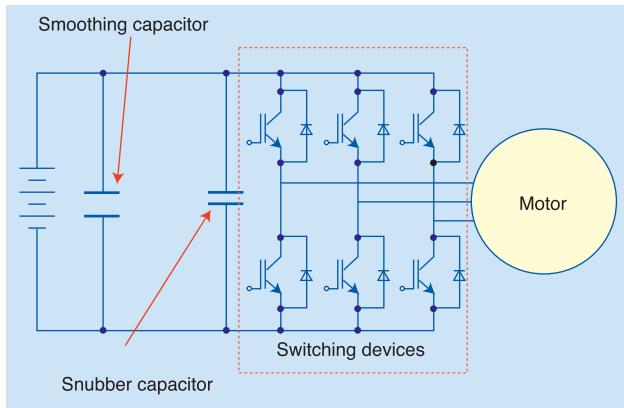 Smoothing capacitor
Motor
Switching devices
Snubber capacitor